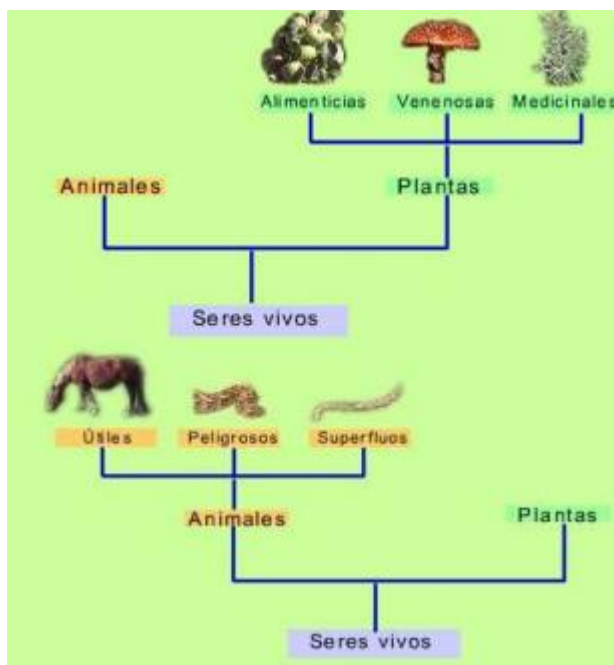 Alimenticias Venenosas Medicinales
Animales Plantas
Seres vivos
Útiles Peligrosos Superfluos
Animales Plantas
Seres vivos